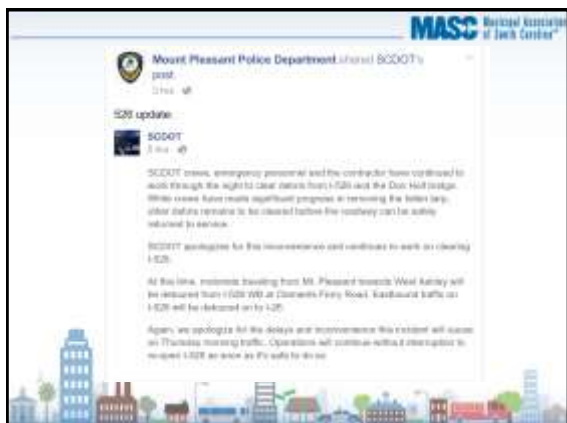 MASC Municipal Association
of South Carolina
Mount Pleasant Police Department shared SCDOT's
post.
526 update
SCDOT
SCDOT crews, emergency personnel and the contractor have continued to
work through the night to clear debris from I-526 and the Don Holt bridge.
While crews have made significant progress in removing the fallen
other debris remains to be cleared before the roadway can be safely
returned to service.
SCDOT apologizes for this inconvenience and continues to work on clearing
I-526.
At this time, motorists traveling from Mt. Pleasant towards West Ashley will
be detoured from I-526 WB at Clements Ferry Road. Eastbound traffic on
I-526 will be detoured on to I-26.
Again, we apologize for the delays and inconvenience this incident will cause
on Thursday morning traffic. Operations will continue without interruption to
re-open I-526 as soon as it's safe to do so.